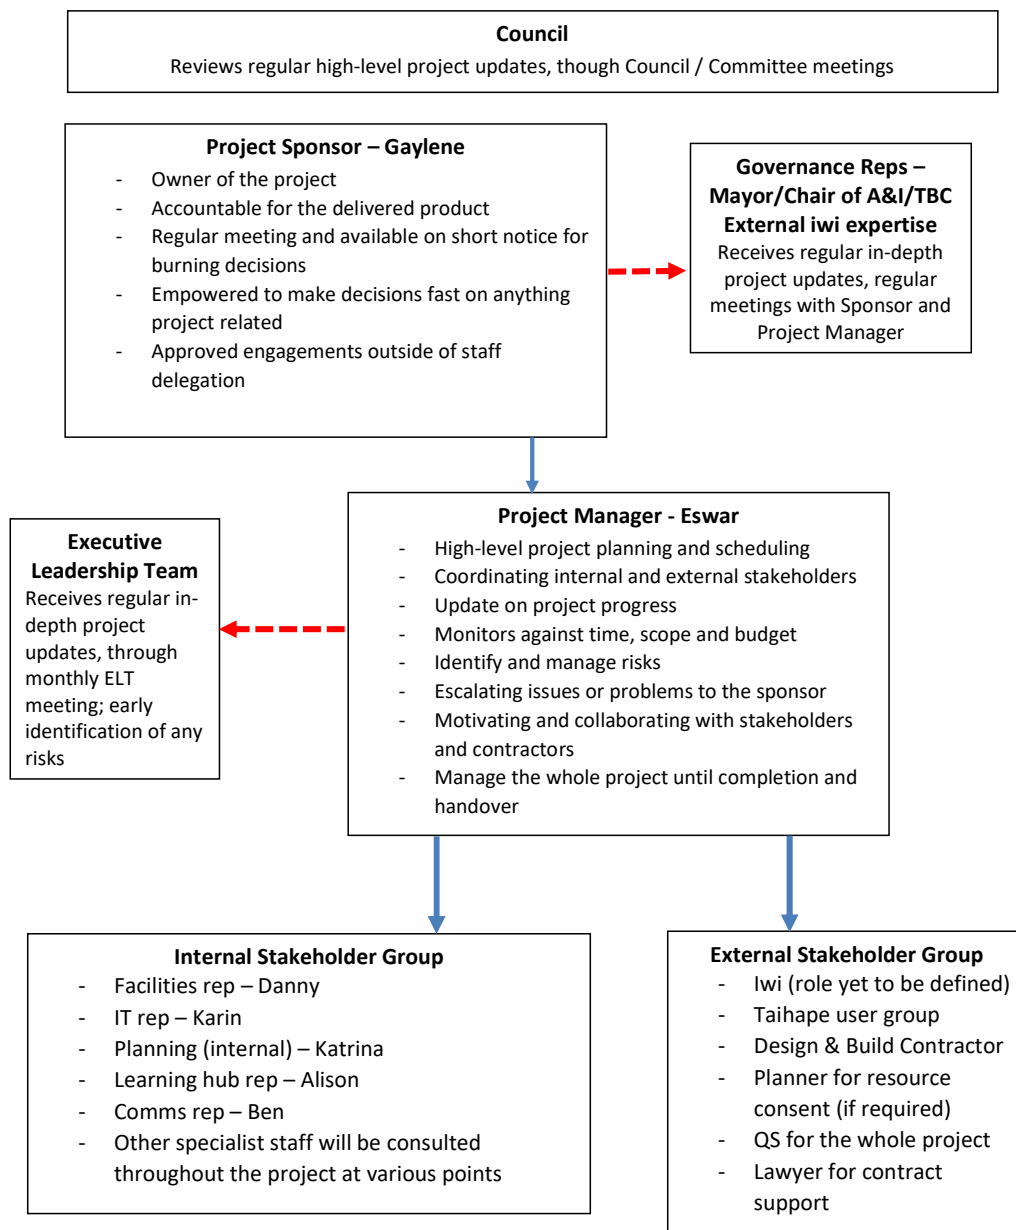 Council
Reviews regular high-level project updates, though Council / Committee meetings
Project Sponsor – Gaylene
- Owner of the project
- Accountable for the delivered product
- Regular meeting and available on short notice for
burning decisions
- Empowered to make decisions fast on anything
project related
- Approved engagements outside of staff
delegation
Governance Reps –
Mayor/Chair of A&I/TBC
External iwi expertise
Receives regular in-depth
project updates, regular
meetings with Sponsor and
Project Manager
Project Manager - Eswar
- High-level project planning and scheduling
- Coordinating internal and external stakeholders
- Update on project progress
- Monitors against time, scope and budget
- Identify and manage risks
- Escalating issues or problems to the sponsor
- Motivating and collaborating with stakeholders
and contractors
- Manage the whole project until completion and
handover
Executive
Leadership Team
Receives regular in-
depth project
updates, through
monthly ELT
meeting; early
identification of any
risks
Internal Stakeholder Group
- Facilities rep – Danny
- IT rep – Karin
- Planning (internal) – Katrina
- Learning hub rep – Alison
- Comms rep – Ben
- Other specialist staff will be consulted
throughout the project at various points
External Stakeholder Group
- Iwi (role yet to be defined)
- Taihape user group
- Design & Build Contractor
- Planner for resource
consent (if required)
- QS for the whole project
- Lawyer for contract
support